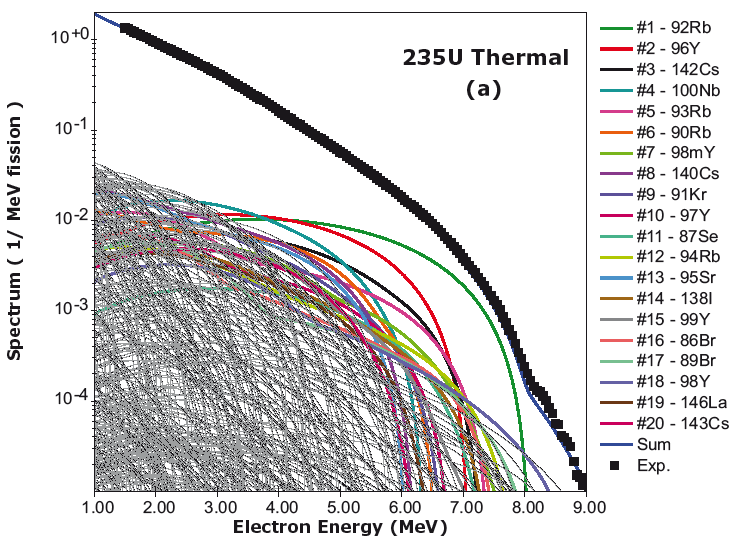 235U Thermal
(a)
Spectrum ( 1/ MeV fission )
10+0
10-1
10-2
10-3
10-4
1.00 2.00 3.00 4.00 5.00 6.00 7.00 8.00 9.00
Electron Energy (MeV)
#1 - 92Rb
#2 - 96Y
#3 - 142Cs
#4 - 100Nb
#5 - 93Rb
#6 - 90Rb
#7 - 98mY
#8 - 140Cs
#9 - 91Kr
#10 - 97Y
#11 - 87Se
#12 - 94Rb
#13 - 95Sr
#14 - 138I
#15 - 99Y
#16 - 86Br
#17 - 89Br
#18 - 98Y
#19 - 146La
#20 - 143Cs
Sum
Exp.